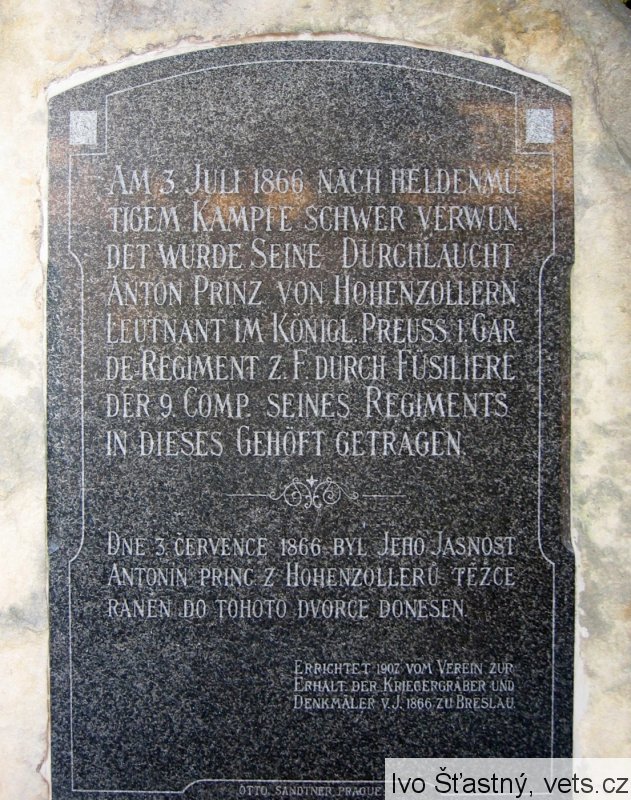 AM 3. JULI 1866 NACH HELDENMU
TIGEM KAMPFE SCHWER VERWUN.
DET WURDE SEINE DURCHLAUCHT
ANTON PRINZ VON HOHENZOLLERN
LEUTNANT IM KÖNIGL. PREUSS. 1. GAR
DE-REGIMENT Z. F. DURCH FÜSILIERE
DER 9. COMP. SEINES REGIMENTS
IN DIESES GEHÖFT GETRAGEN.
DNE 3. ČERVENCE 1866 BYL JEHO JASNOST
ANTONÍN PRINC Z HOHENZOLLERŮ TĚŽCE
RANĚN DO TOHOTO DVORCE DONESEN.
ERRICHTET 1907 VOM VEREIN ZUR
ERHALT. DER KRIEGERGRÄBER UND
DENKMÄLER V. J. 1866 ZU BRESLAU.
OTTO. SANDTNER PRAGUE.
Ivo Šťastný, vets.cz